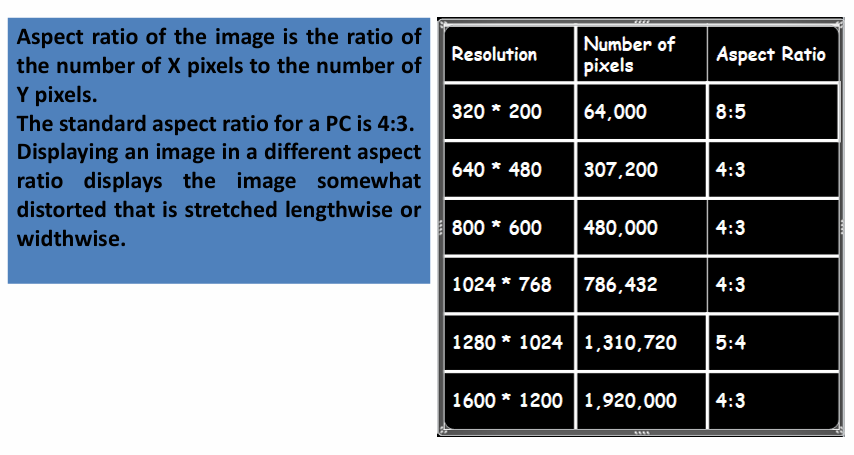 Aspect ratio of the image is the ratio of
the number of X pixels to the number of
Y pixels.
The standard aspect ratio for a PC is 4:3.
Displaying an image in a different aspect
ratio displays the image somewhat
distorted that is stretched lengthwise or
widthwise.
Resolution Number of pixels Aspect Ratio
320 * 200 64,000 8:5
640 * 480 307,200 4:3
800 * 600 480,000 4:3
1024 * 768 786,432 4:3
1280 * 1024 1,310,720 5:4
1600 * 1200 1,920,000 4:3